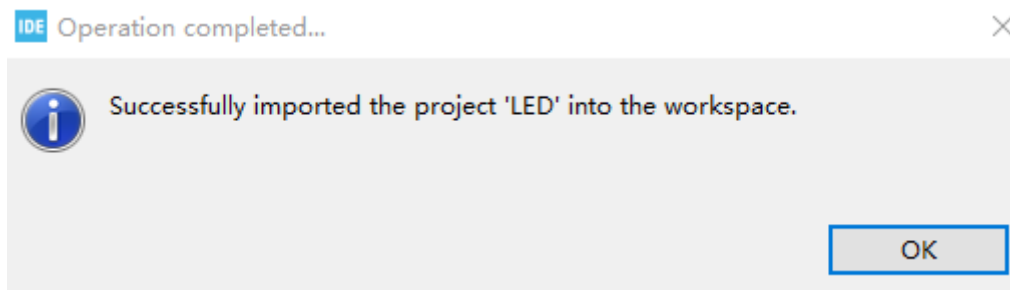 IDE Operation completed...
Successfully imported the project 'LED' into the workspace.
OK